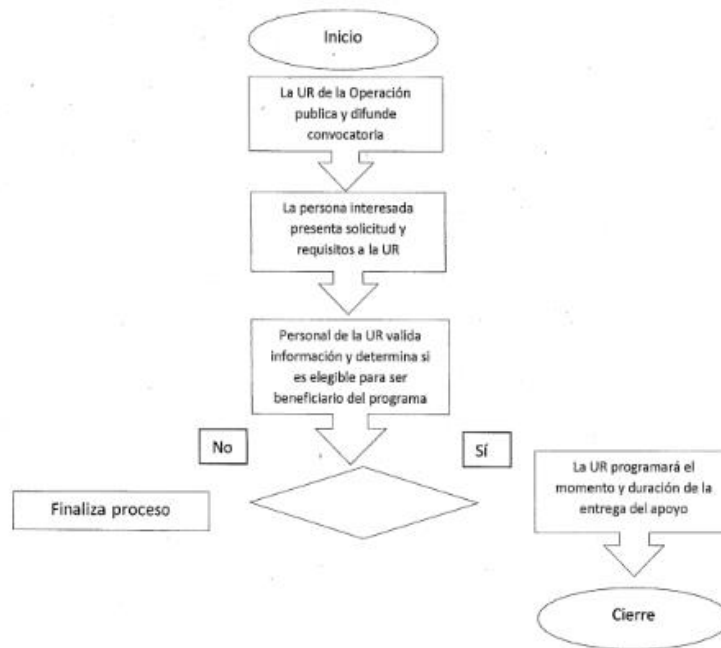 Inicio
La UR de la Operación
publica y difunde
convocatoria
La persona interesada
presenta solicitud y
requisitos a la UR
Personal de la UR valida
información y determina si
es elegible para ser
beneficiario del programa
No
Sí
Finaliza proceso
La UR programará el
momento y duración de la
entrega del apoyo
Cierre